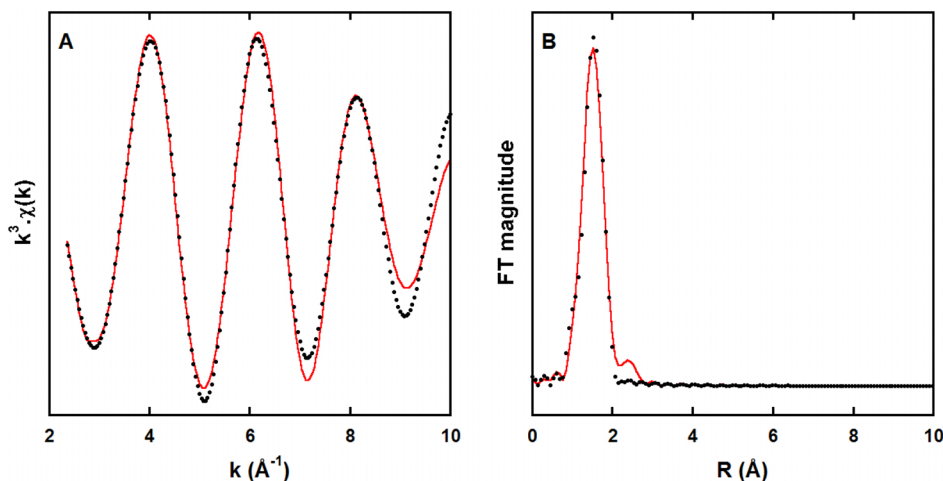 A
B
k³.χ(k)
FT magnitude
2 4 6 8 10
0 2 4 6 8 10
k (Å⁻¹)
R (Å)